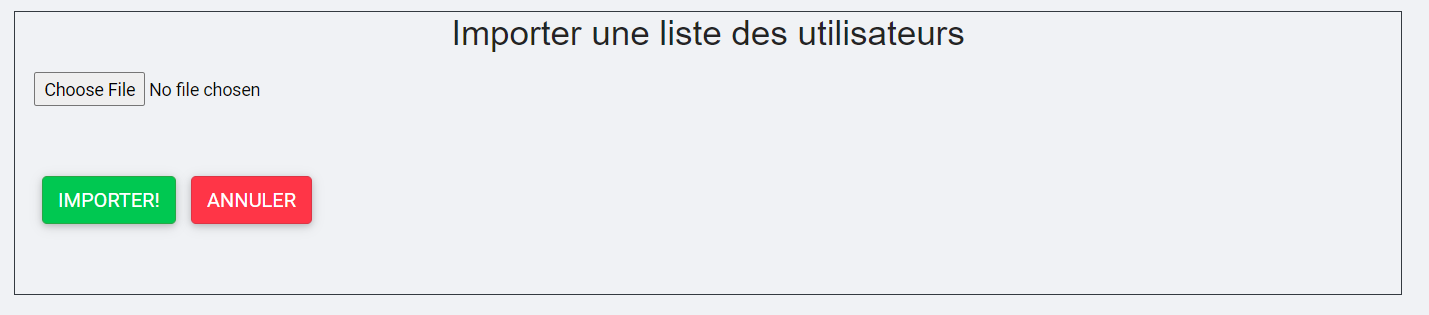 Importer une liste des utilisateurs
Choose File No file chosen
IMPORTER! ANNULER